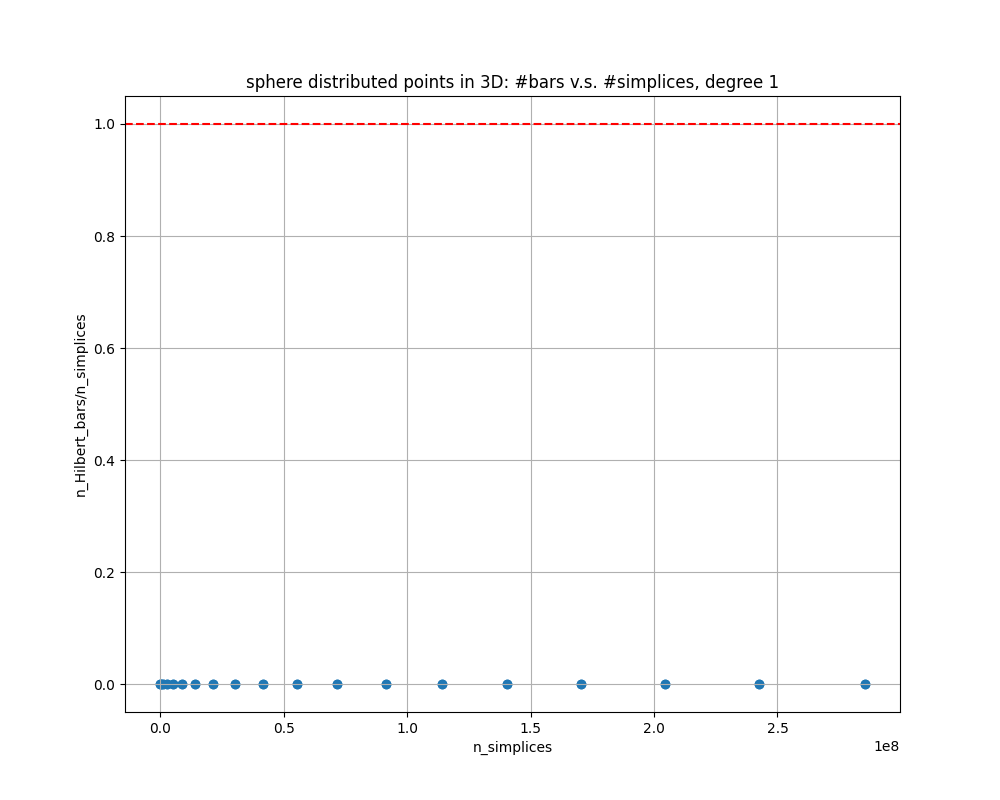 sphere distributed points in 3D: #bars v.s. #simplices, degree 1
1.0
0.8
0.6
0.4
0.2
0.0
n_Hilbert_bars/n_simplices
0.0 0.5 1.0 1.5 2.0 2.5
n_simplices
1e8